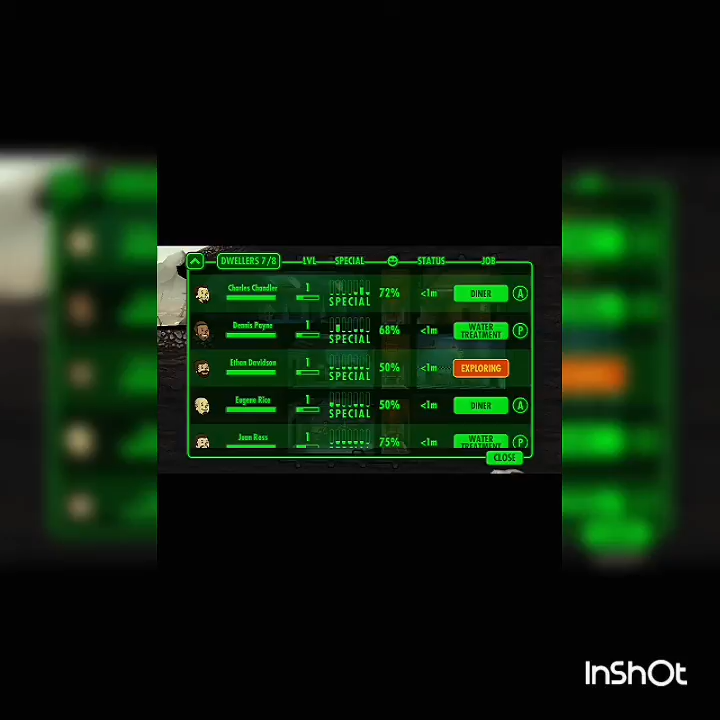 DWELLERS 7/8 LVL SPECIAL STATUS JOB
Charles Chandler 1 SPECIAL 72% <1m DINER A
Dennis Payne 1 SPECIAL 68% <1m WATER TREATMENT P
Ethan Davidson 1 SPECIAL 50% <1m EXPLORING
Eugene Rice 1 SPECIAL 50% <1m DINER A
Juan Ross 1 SPECIAL 75% <1m WATER TREATMENT P
CLOSE
InShOt